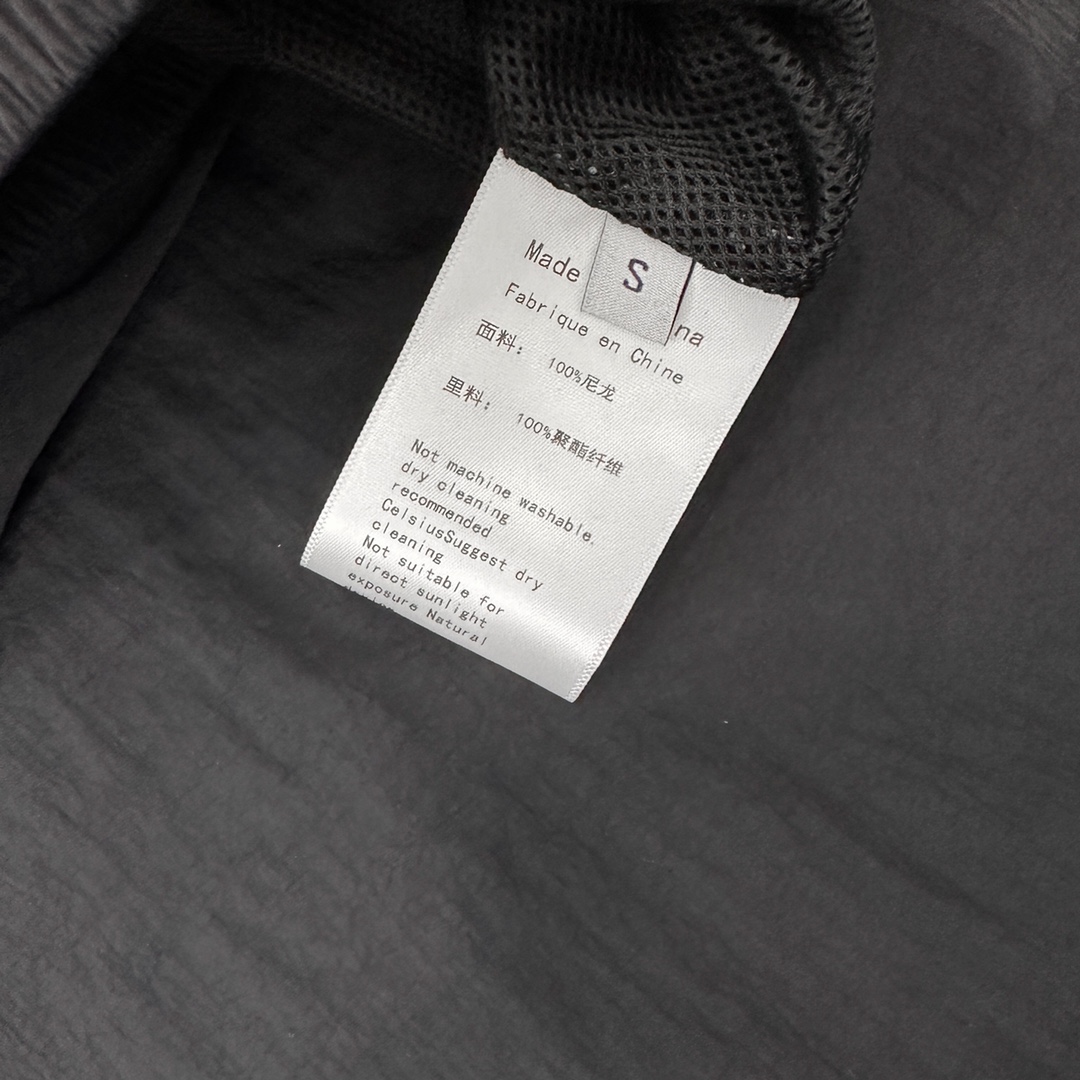 Made
S
na
Fabrique en Chine
面料: 100%尼龙
里料: 100%聚酯纤维
Not machine washable.
dry cleaning
recommended
CelsiusSuggest dry
cleaning
Not suitable for
direct sunlight
exposure Natural